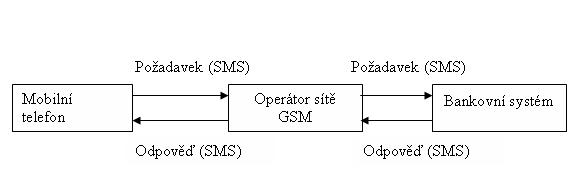 Požadavek (SMS)
Požadavek (SMS)
Mobilní
telefon
Operátor sítě
GSM
Bankovní systém
Odpověď (SMS)
Odpověď (SMS)